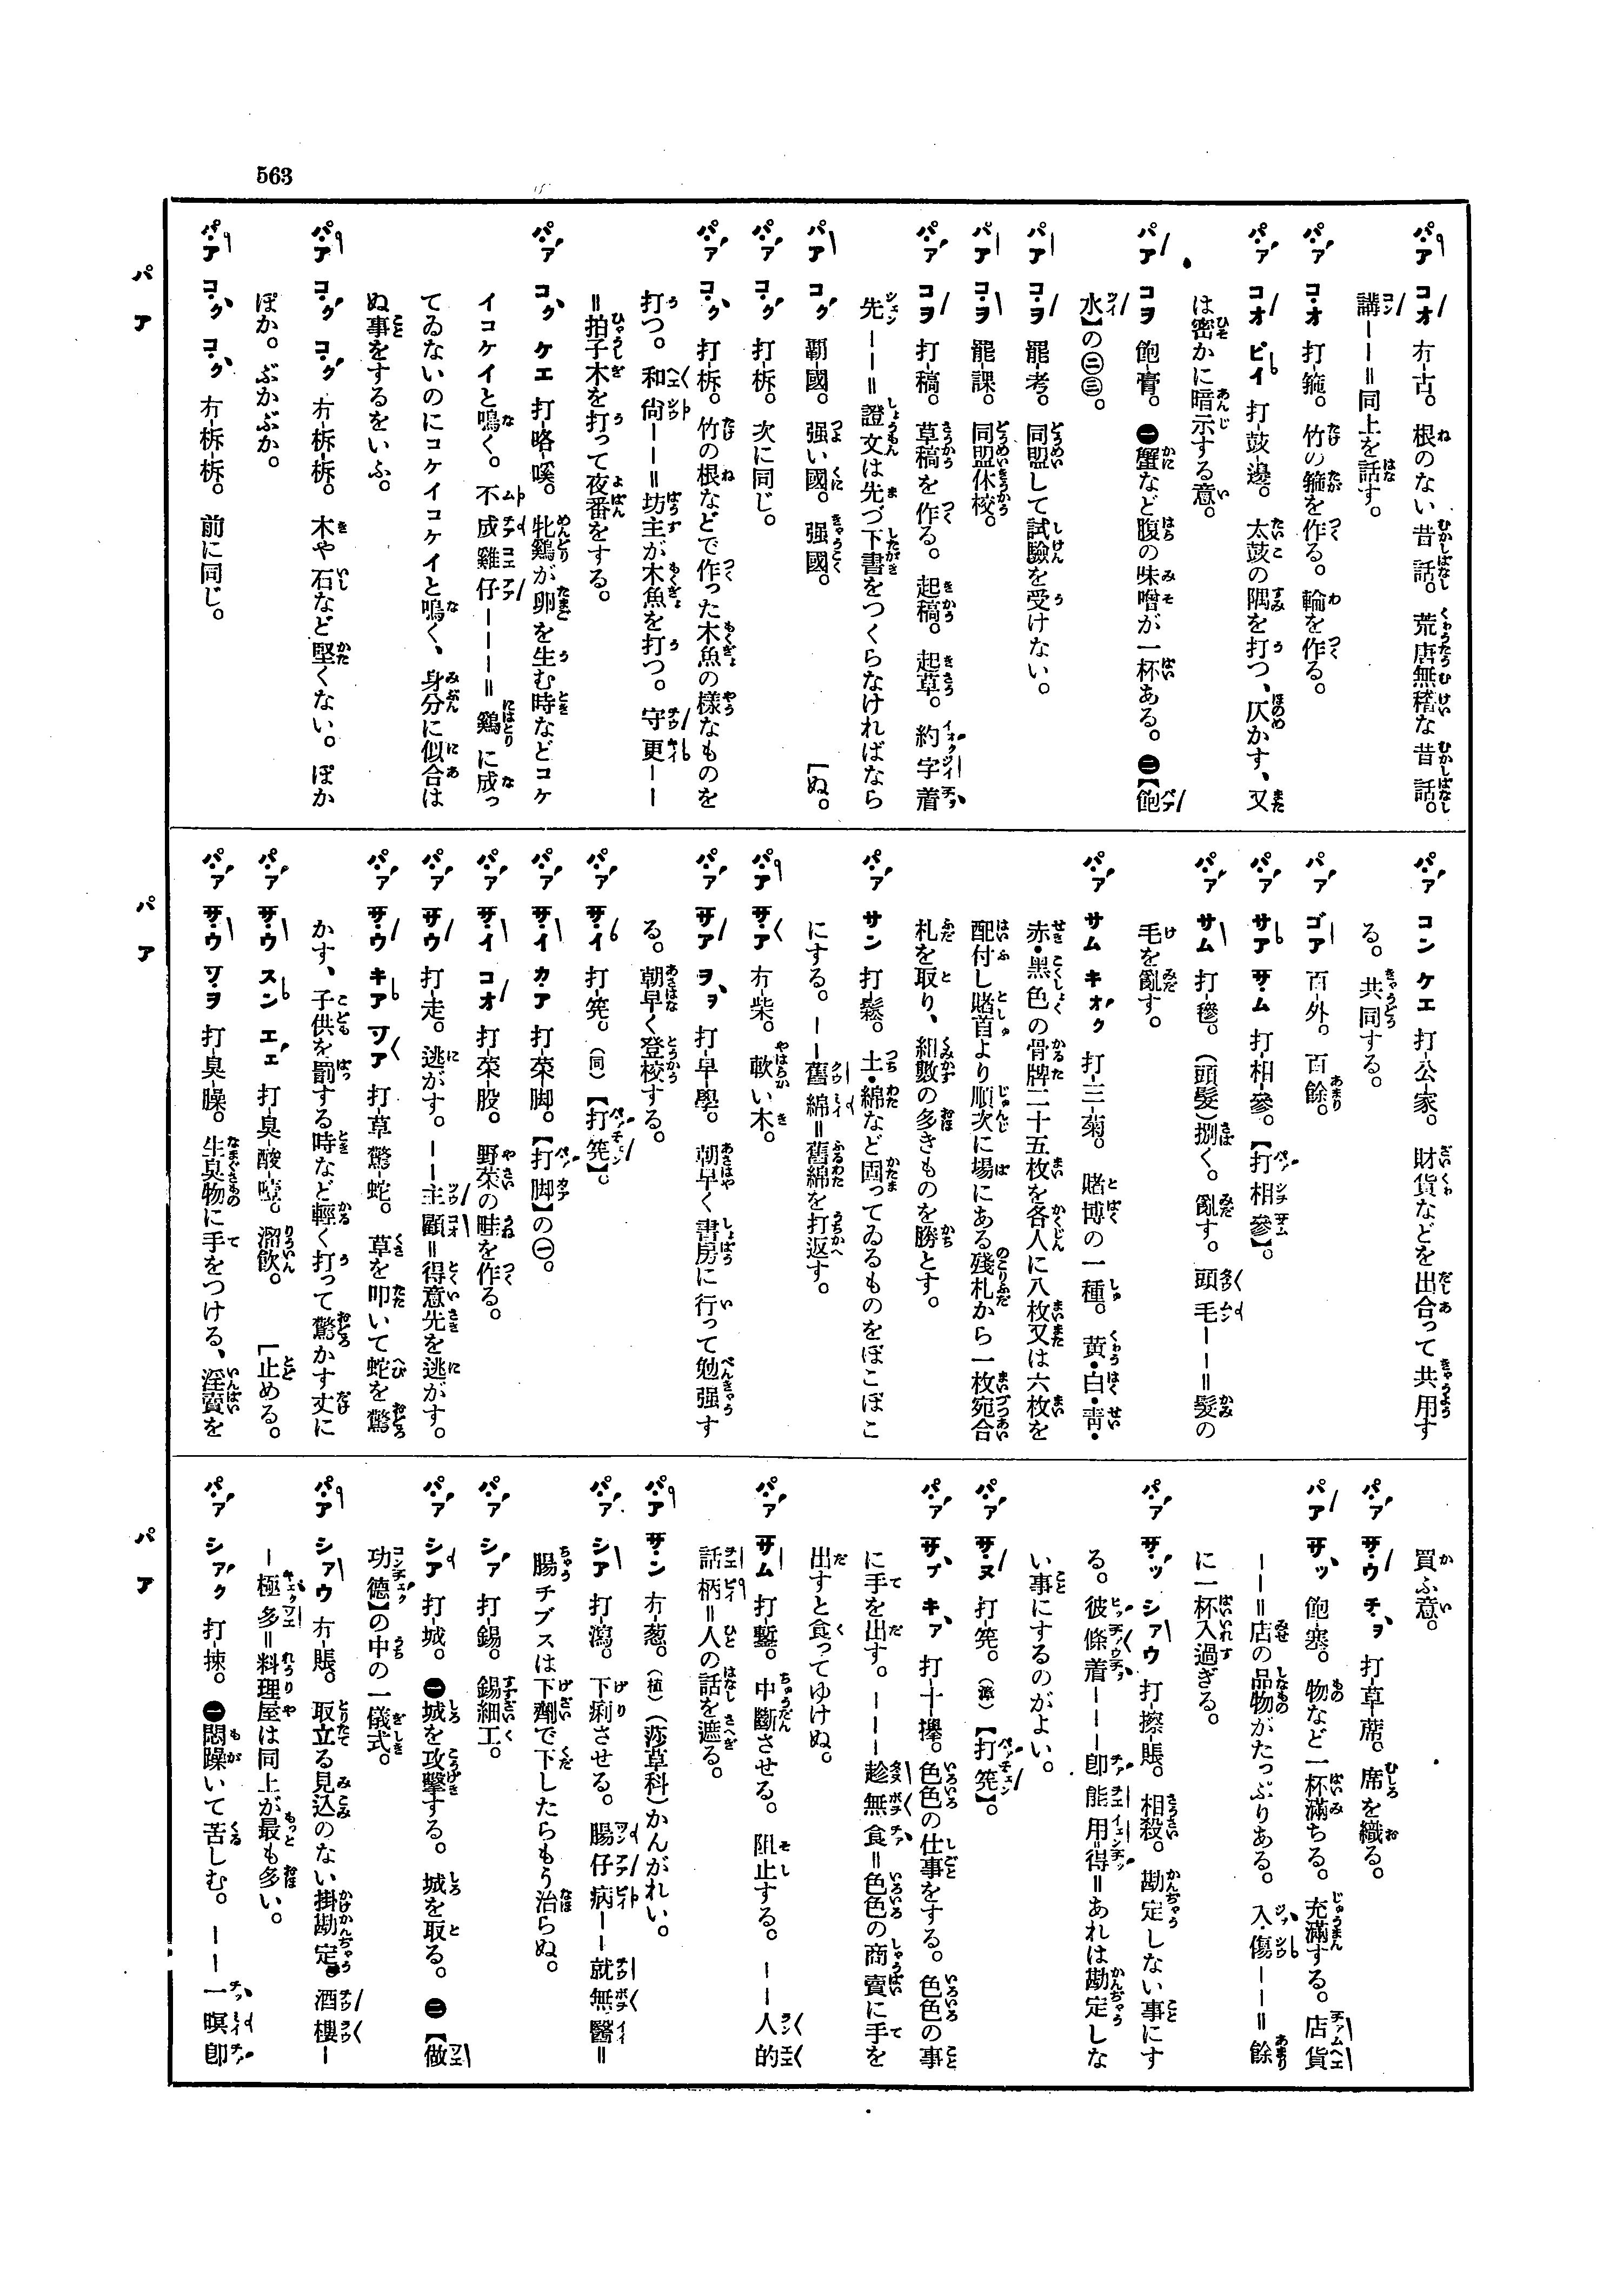 563
パア コオ 冇-古。 根のない昔話。荒唐無稽な昔話。
講ーー＝同上を話す。
パア コオ 打-箍。 竹の箍を作る。輪を作る。
パア コオ ピイ 打-鼓-邊。 太鼓の隅を打つ、仄かす、又
は密かに暗示する意。
パア コヲ 飽-膏。 ㊀蟹など腹の味噌が一杯ある。㊁【飽
水】の㊁㊂。
パア コヲ 罷-考。 同盟して試驗を受けない。
パア コヲ 罷-課。 同盟休校。
パア コヲ 打-稿。 草稿を作る。起稿。起草。約字着
先ーー＝證文は先づ下書をつくらなければなら
パア コク 覇-國。 强い國。强國。 「ぬ。
パア コク 打-柝。 次に同じ。
パア コク 打-柝。 竹の根などで作った木魚の樣なものを
打つ。和尙ーー＝坊主が木魚を打つ。守更ーー
＝拍子木を打って夜番をする。
パア コク ケエ 打-咯-嘪。 牝鷄が卵を生む時などコケ
イコケイと鳴く。不成雞仔ーーーー＝鷄に成っ
てゐないのにコケイコケイと鳴く、身分に似合は
ぬ事をするをいふ。
パア コク コク 冇-柝-柝。 木や石など堅くない。ぽか
ぽか。ぶかぶか。
パア コク コク 冇-柝-柝。 前に同じ。
パア コン ケエ 打-公-家。 財貨などを出合って共用す
る。共同する。
パア ゴア 百-外。 百餘。
パア サア サム 打-相-參。【打相參】。
パア サム 打-毿。 （頭髮）捌く。亂す。頭毛ーー＝髮の
毛を亂す。
パア サム キオク 打-三-菊。 賭博の一種。黃・白・靑・
赤・黑色の骨牌二十五枚を各人に八枚又は六枚を
配付し賭首より順次に場にある殘札から一枚宛合
札を取り、組數の多きものを勝とす。
パア サン 打-鬆。 土・綿など固ってゐるものをぼこぼこ
にする。ーー舊綿＝舊綿を打返す。
パア サア 冇-柴。 軟い木。
パア サア ヲヲ 打-早-學。 朝早く書房に行って勉强す
る。朝早く登校する。
パア サイ 打-筅。（同）【打筅】。
パア サイ カア 打-菜-脚。【打脚】の㊀。
パア サイ コオ 打-菜-股。 野菜の畦を作る。
パア サウ 打-走。 逃がす。ーー主顧＝得意先を逃がす。
パア サウ キア ツア 打-草-驚-蛇。 草を叩いて蛇を驚
かす、子供を罰する時など輕く打って驚かす丈に
パア サウ スン エエ 打-臭-酸-噎。 溜飮。 「止める。
パア サウ ツヲ 打-臭-臊。 生臭物に手をつける、淫賣を
買ふ意。
パア サウ チヲ 打-草-席。 席を織る。
パア サッ 飽-塞。 物など一杯滿ちる。充滿する。店貨
ーー＝店の品物がたっぷりある。入傷ーー＝餘
に一杯入過ぎる。
パア サッ シアウ 打-擦-賬。 相殺。勘定しない事にす
る。彼條着ーーー卽能用-得＝あれは勘定しな
い事にするのがよい。
パア サヌ 打-筅。（漳）【打筅】。
パア サプ キア 打-十-攑。 色色の仕事をする。色色の事
に手を出す。ーーー趁無食＝色色の商賣に手を
出すと食ってゆけぬ。
パア サム 打-鏨。 中斷させる。阻止する。ーー人的
話柄＝人の話を遮る。
パア サン 冇-葱。（植）（莎草科）かんがれい。
パア シア 打-瀉。 下痢させる。腸仔病ーー就無醫＝
腸チブスは下劑で下したらもう治らぬ。
パア シア 打-錫。 錫細工。
パア シア 打-城。 ㊀城を攻擊する。城を取る。㊁【做
功德】の中の一儀式。
パア シアウ 冇-賬。 取立る見込のない掛勘定。酒樓ー
ー極多＝料理屋は同上が最も多い。
パア シアク 打-捒。 ㊀悶躁いて苦しむ。ーー一暝卽
パア
パア
パア